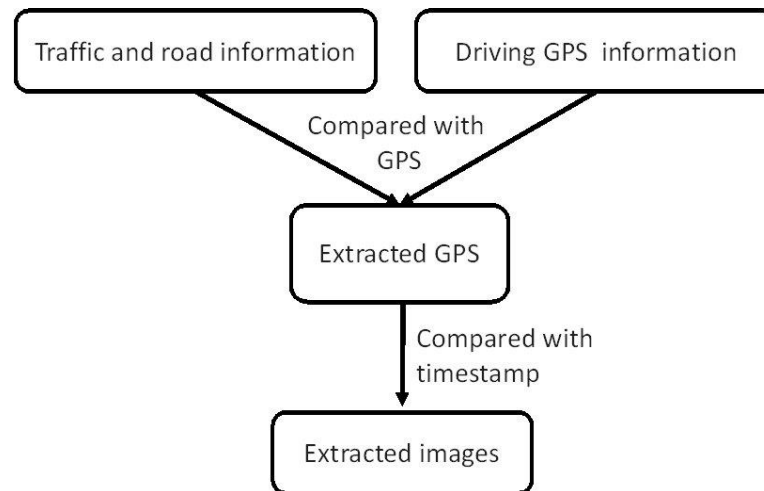 Traffic and road information
Driving GPS information
Compared with
GPS
Extracted GPS
Compared with
timestamp
Extracted images